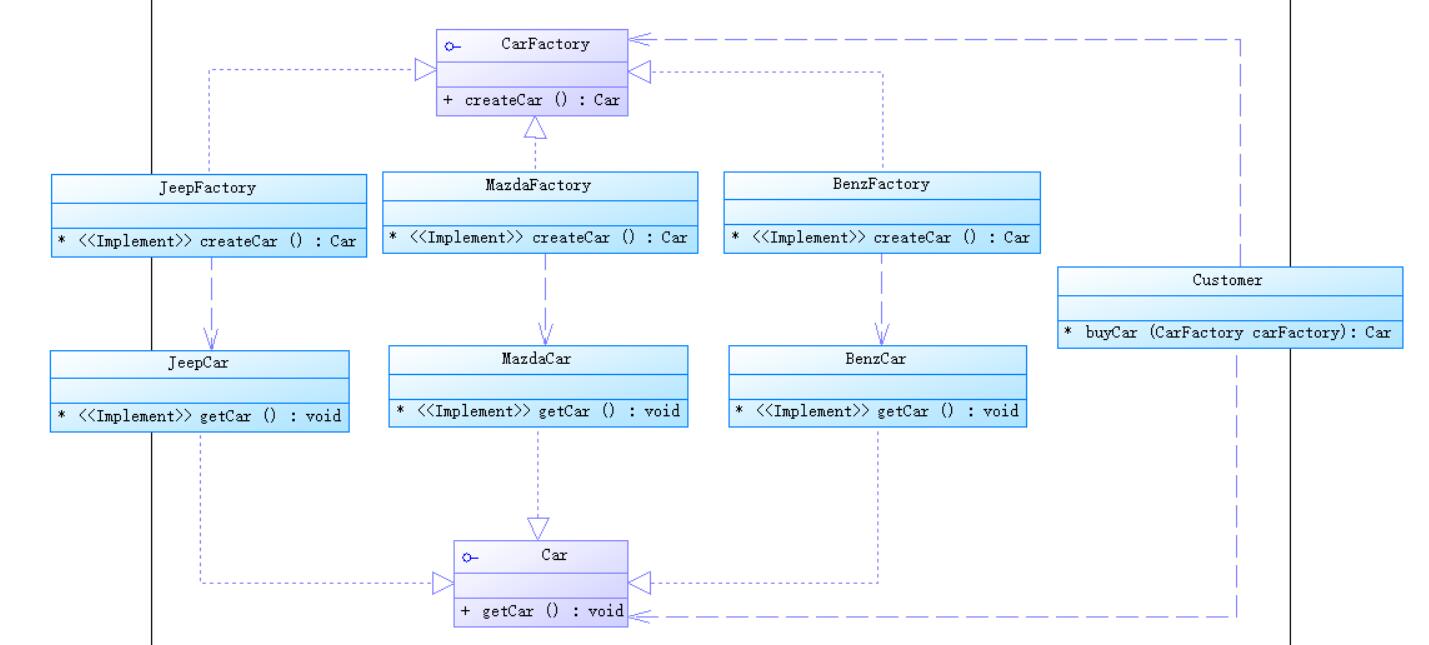 CarFactory
+ createCar () : Car
JeepFactory
* <<Implement>> createCar () : Car
MazdaFactory
* <<Implement>> createCar () : Car
BenzFactory
* <<Implement>> createCar () : Car
Customer
* buyCar (CarFactory carFactory): Car
JeepCar
* <<Implement>> getCar () : void
MazdaCar
* <<Implement>> getCar () : void
BenzCar
* <<Implement>> getCar () : void
Car
+ getCar () : void